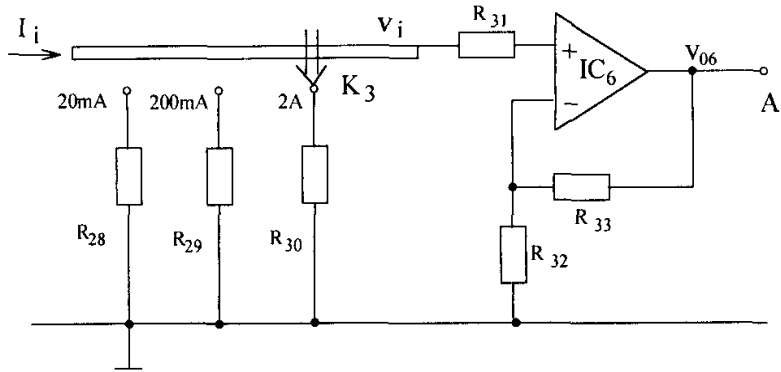 I i
V i
R 31
+
IC 6
−
V 06
A
20mA
200mA
2A
K 3
R 28
R 29
R 30
R 33
R 32